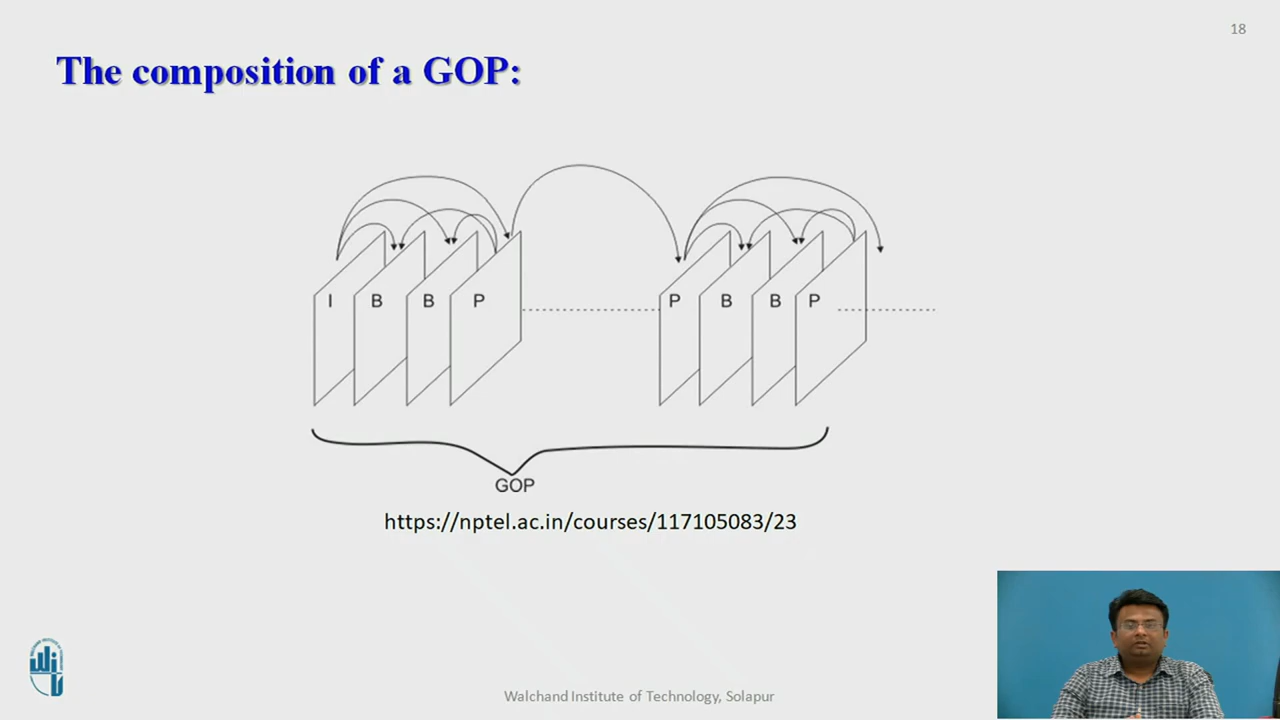 18
The composition of a GOP:
I B B P P B B P
GOP
https://nptel.ac.in/courses/117105083/23
Walchand Institute of Technology, Solapur